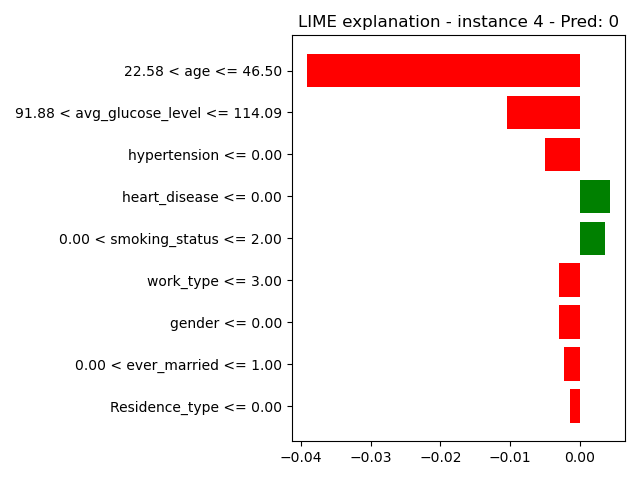 LIME explanation - instance 4 - Pred: 0
22.58 < age <= 46.50
91.88 < avg_glucose_level <= 114.09
hypertension <= 0.00
heart_disease <= 0.00
0.00 < smoking_status <= 2.00
work_type <= 3.00
gender <= 0.00
0.00 < ever_married <= 1.00
Residence_type <= 0.00
−0.04 −0.03 −0.02 −0.01 0.00